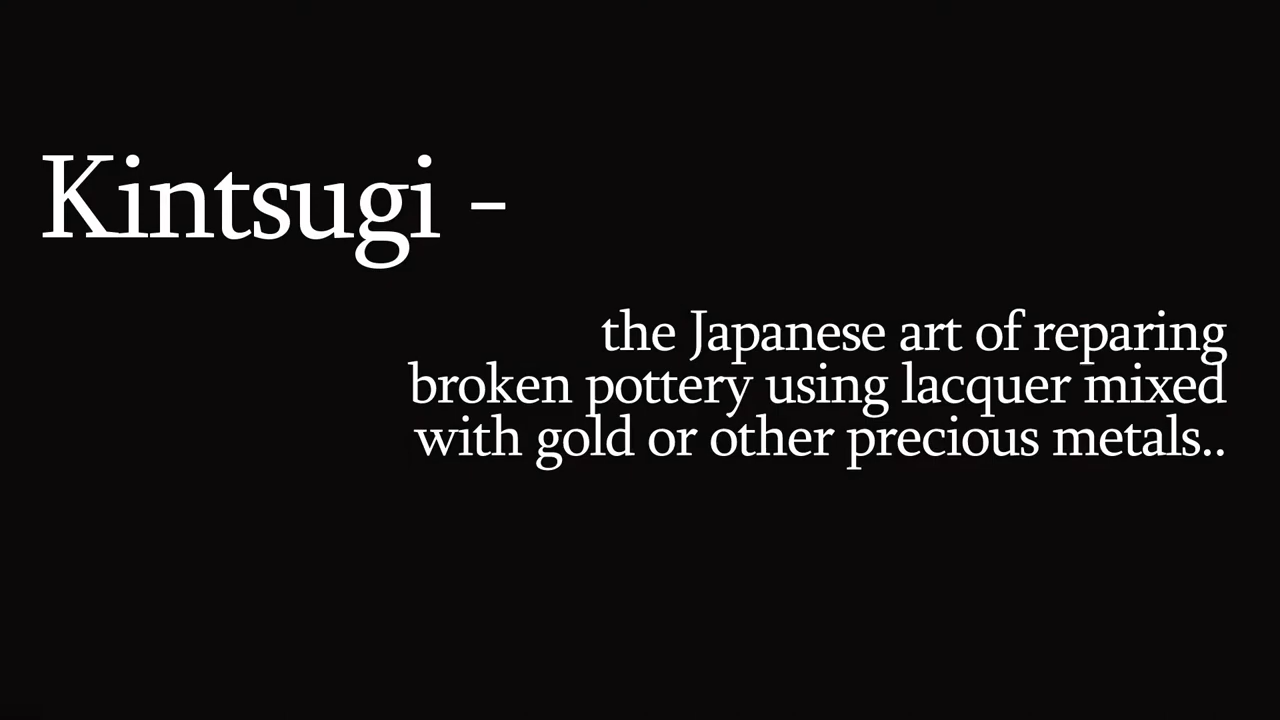 Kintsugi -
the Japanese art of reparing
broken pottery using lacquer mixed
with gold or other precious metals..